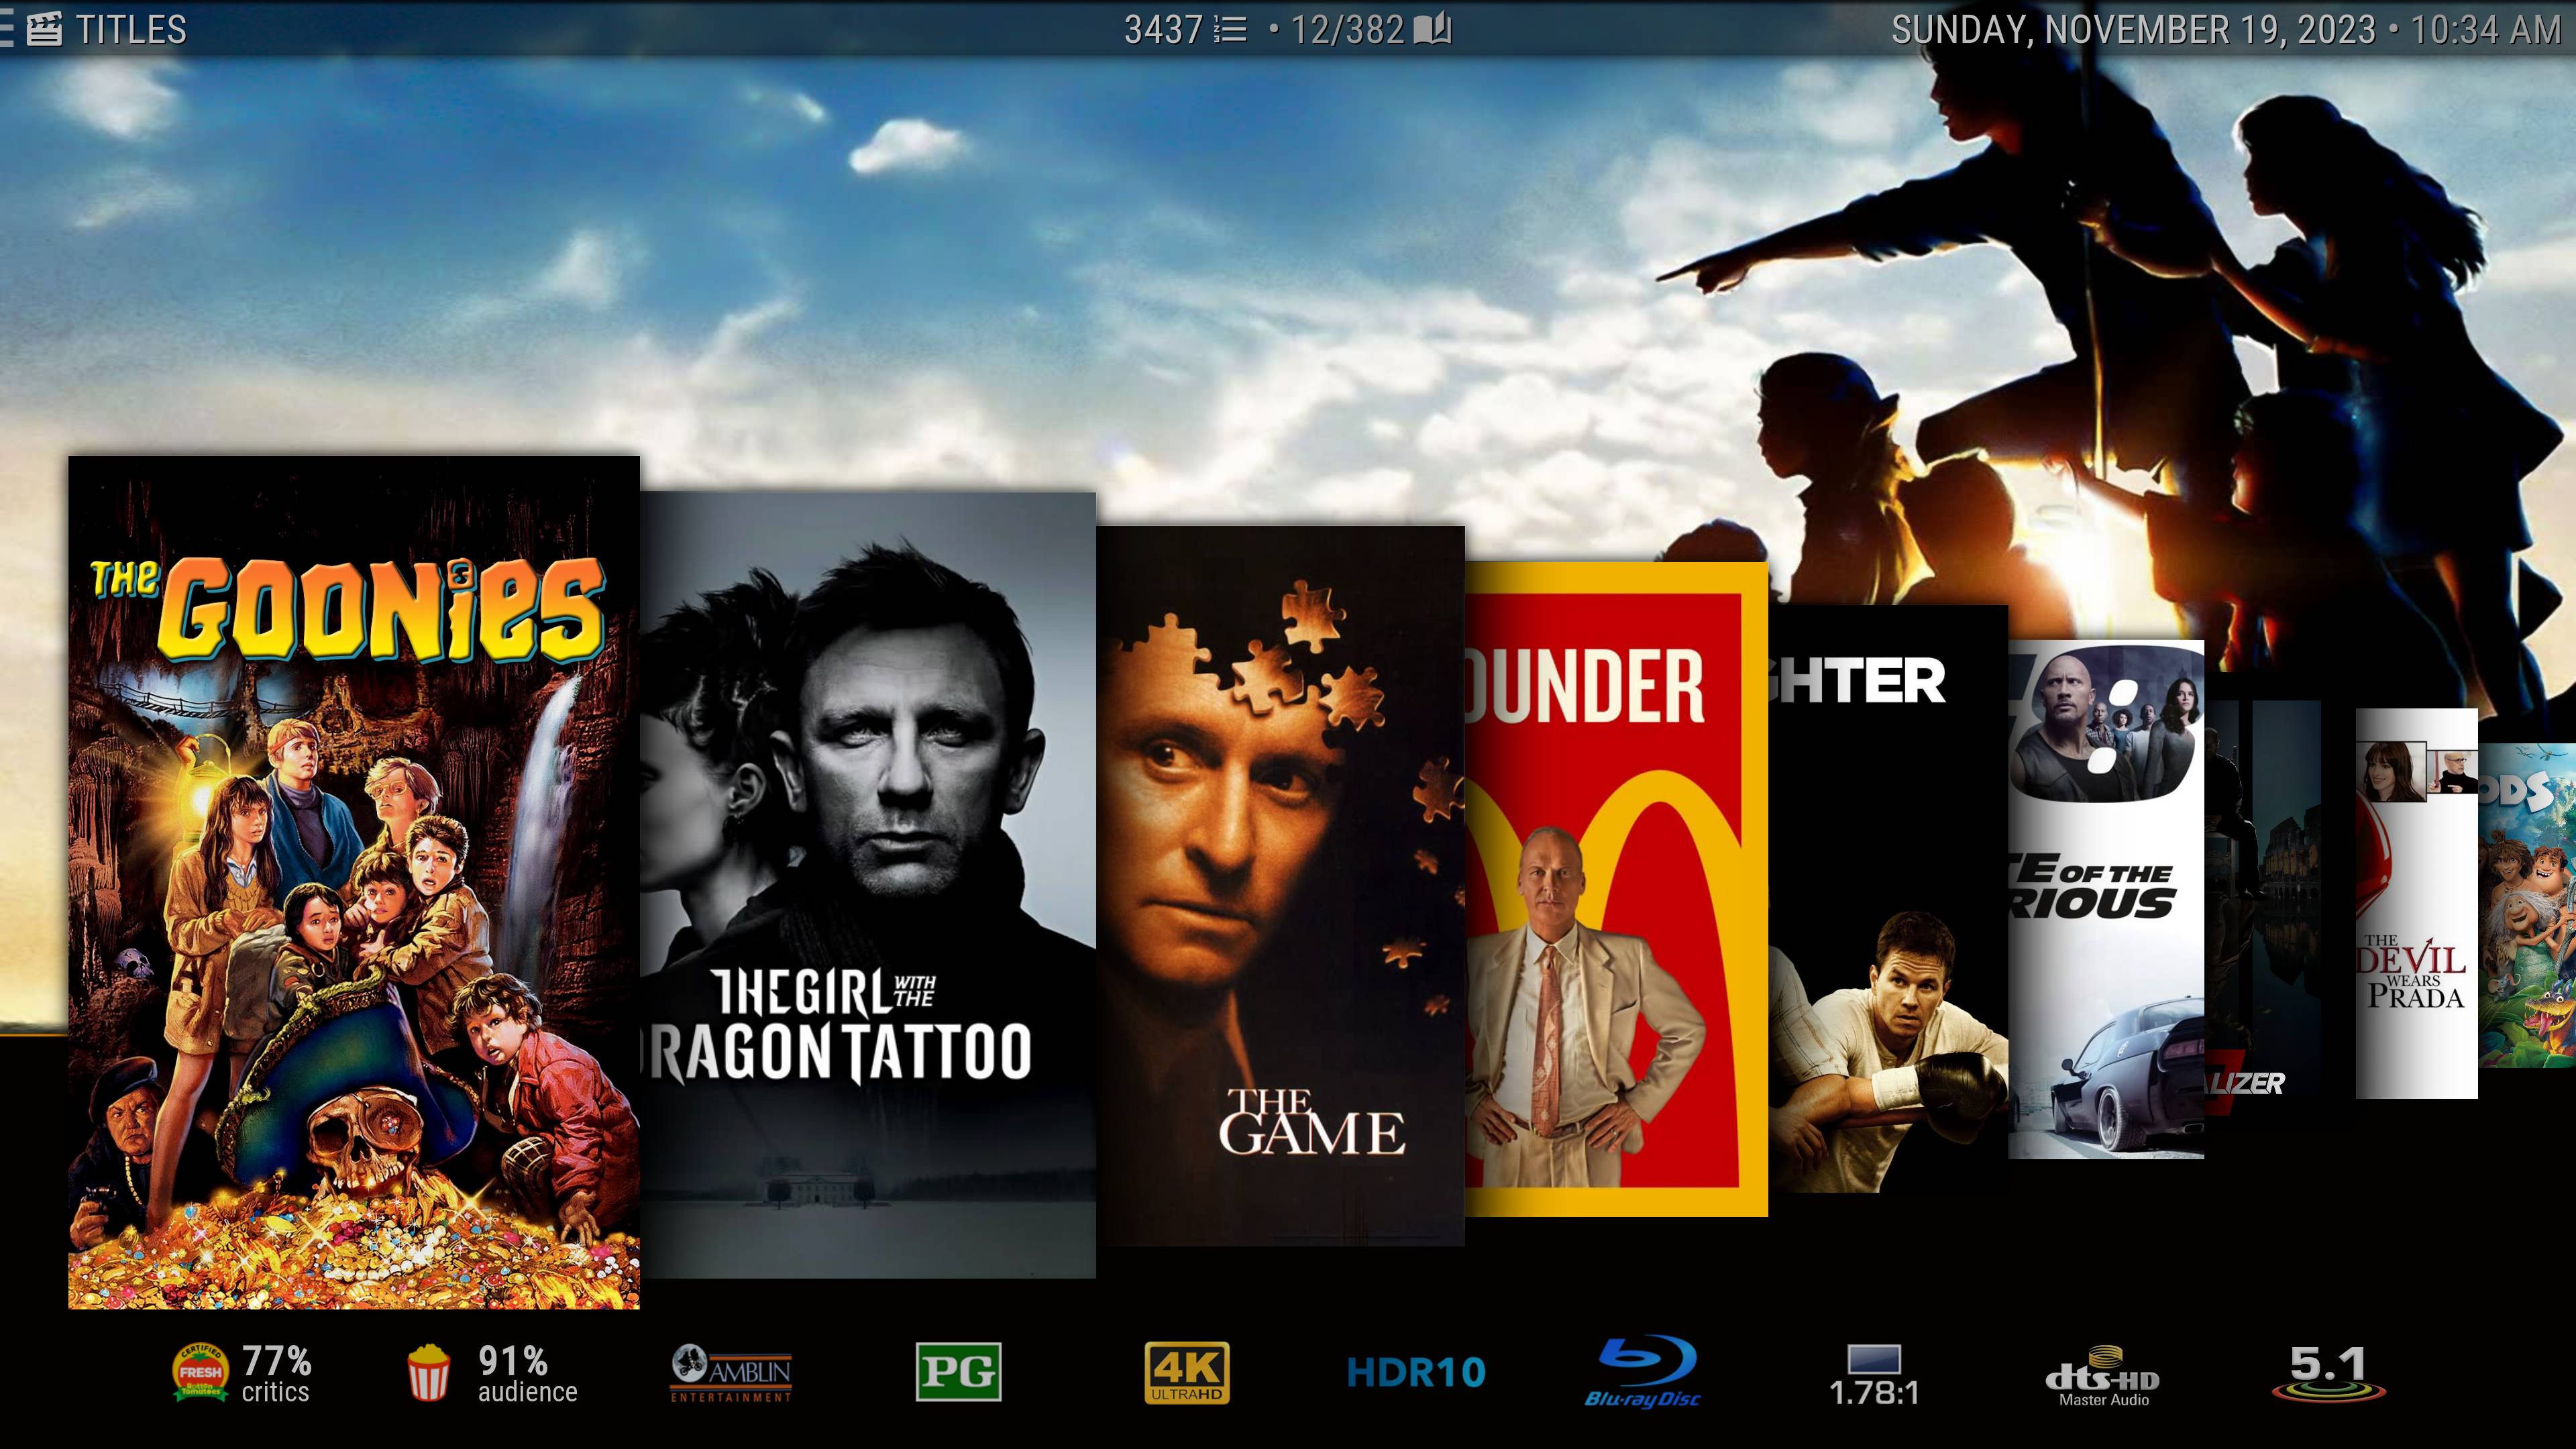 TITLES
3437 • 12/382
SUNDAY, NOVEMBER 19, 2023 • 10:34 AM
THE GOONiES
THE GIRL WITH THE
DRAGON TATTOO
THE
GAME
OUNDER
GHTER
TE OF THE
RIOUS
LIZER
THE
DEVIL
WEARS
PRADA
ODS
CERTIFIED
FRESH
Rotten
Tomatoes
77%
critics
91%
audience
AMBLIN
ENTERTAINMENT
PG
4K
ULTRAHD
HDR10
Blu-ray Disc
1.78:1
dts-HD
Master Audio
5.1